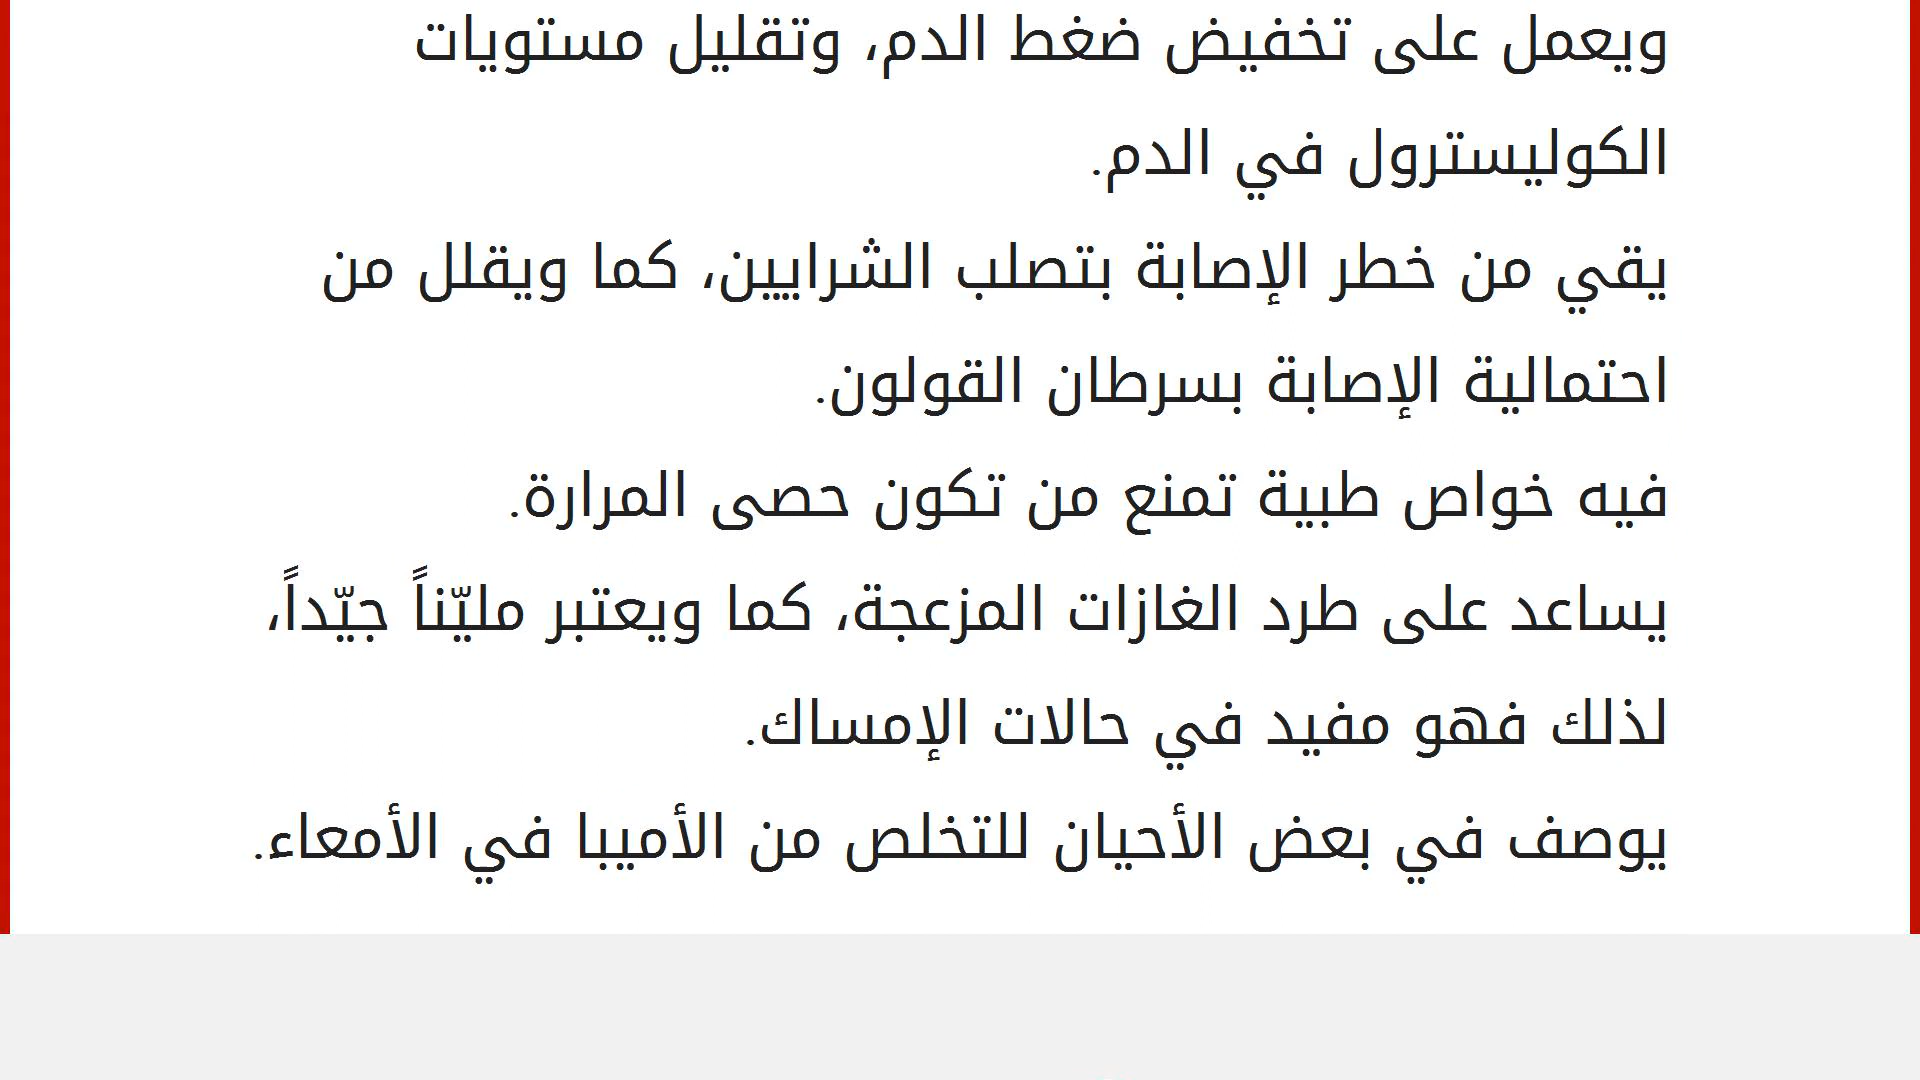 ويعمل على تخفيض ضغط الدم، وتقليل مستويات
الكوليسترول في الدم.
يقي من خطر الإصابة بتصلب الشرايين، كما ويقلل من
احتمالية الإصابة بسرطان القولون.
فيه خواص طبية تمنع من تكون حصى المرارة.
يساعد على طرد الغازات المزعجة، كما ويعتبر مليّناً جيّداً،
لذلك فهو مفيد في حالات الإمساك.
يوصف في بعض الأحيان للتخلص من الأميبا في الأمعاء.